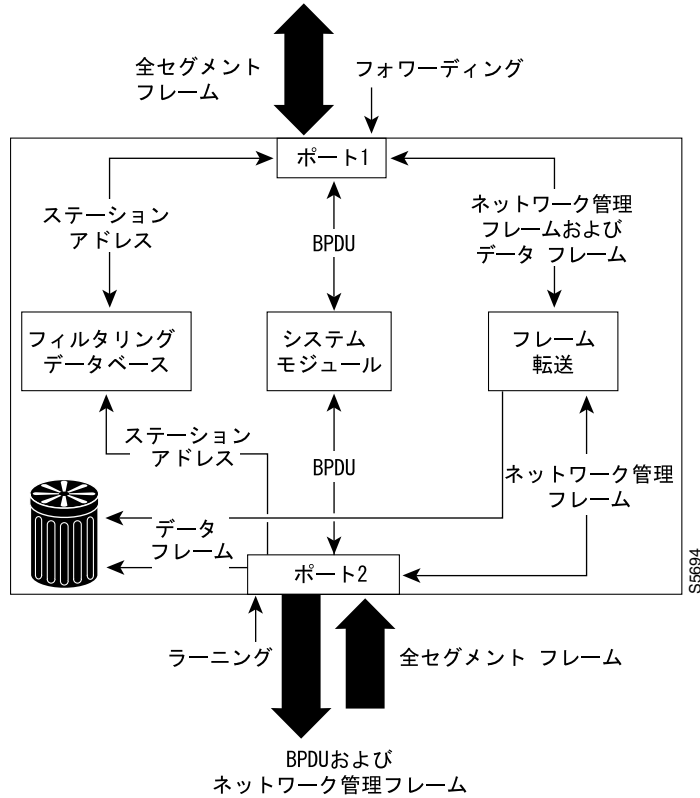 全セグメント
フレーム
フォワーディング
ポート1
ステーション
アドレス
BPDU
ネットワーク管理
フレームおよび
データ フレーム
フィルタリング
データベース
システム
モジュール
フレーム
転送
ステーション
アドレス
BPDU
ネットワーク管理
フレーム
データ
フレーム
ポート2
S5694
ラーニング
全セグメント フレーム
BPDUおよび
ネットワーク管理フレーム